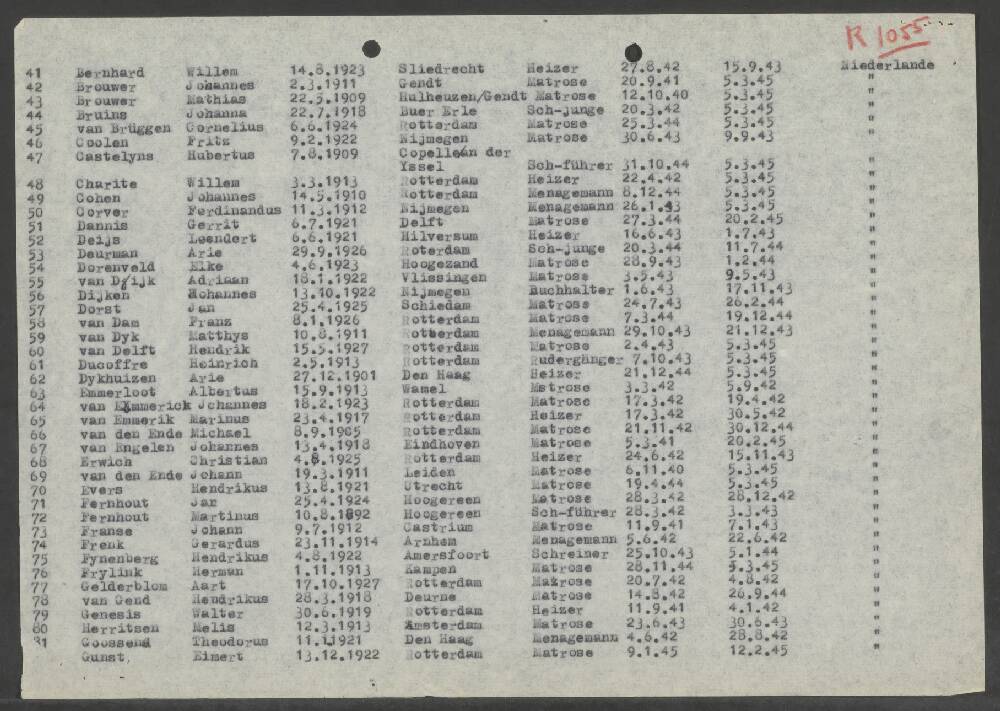 R 1055
41 Bernhard Willem 14.8.1923 Sliedrecht Heizer 27.8.42 15.9.43 Niederlande
42 Brouwer Johannes 2.3.1911 Gendt Matrose 20.9.41 5.3.45 "
43 Brouwer Mathias 22.5.1909 Hulheuzen/Gendt Matrose 12.10.40 5.3.45 "
44 Bruins Johanna 22.7.1918 Buer Erle Sch-junge 20.3.42 5.3.45 "
45 van Brüggen Cornelius 6.6.1924 Rotterdam Matrose 25.3.44 5.3.45 "
46 Coolen Fritz 9.2.1922 Nijmegen Matrose 30.6.43 9.9.43 "
47 Castelyns Hubertus 7.8.1909 Copelleán der
Yssel Sch-führer 31.10.44 5.3.45 "
48 Charite Willem 3.3.1913 Rotterdam Heizer 22.4.42 5.3.45 "
49 Cohen Johannes 14.5.1910 Rotterdam Menagemann 8.12.44 5.3.45 "
50 Corver Ferdinandus 11.3.1912 Nijmegen Menagemann 26.1.43 5.3.45 "
51 Dannis Gerrit 6.7.1921 Delft Matrose 27.3.44 20.2.45 "
52 Deijs Leendert 6.6.1921 Hilversum Heizer 16.6.43 1.7.43 "
53 Deurman Arie 29.9.1926 Roterdam Sch-junge 20.3.44 11.7.44 "
54 Dorenveld Elke 4.6.1923 Hoogezand Matrose 28.9.43 1.2.44 "
55 van Dijk Adriaan 18.1.1922 Vlissingen Matrose 3.5.43 9.5.43 "
56 Dijken Hohannes 13.10.1922 Nijmegen Buchhalter 1.6.43 17.11.43 "
57 Dorst Jan 25.4.1925 Schiedam Matrose 24.7.43 26.2.44 "
58 van Dam Franz 8.1.1926 Rotterdam Matrose 7.3.44 19.12.44 "
59 van Dyk Matthys 10.8.1911 Rotterdam Menagemann 29.10.43 21.12.43 "
60 van Delft Hendrik 15.5.1927 Rotterdam Matrose 2.4.43 5.3.45 "
61 Ducoffre Heinrich 2.5.1913 Rotterdam Rudergänger 7.10.43 5.3.45 "
62 Dykhuizen Arie 27.12.1901 Den Haag Heizer 21.12.44 5.3.45 "
63 Emmerloot Albertus 15.9.1913 Wamel Matrose 3.3.42 5.9.42 "
64 van Emmerick Johannes 18.2.1923 Rotterdam Matrose 17.3.42 19.4.42 "
65 van Emmerik Marinus 23.4.1917 Rotterdam Heizer 17.3.42 30.5.42 "
66 van den Ende Michael 8.9.1905 Rotterdam Matrose 21.11.42 30.12.44 "
67 van Engelen Johannes 13.4.1918 Eindhoven Matrose 5.3.41 20.2.45 "
68 Erwich Christian 4.8.1925 Rotterdam Heizer 24.6.42 15.11.43 "
69 van den Ende Johann 19.3.1911 Leiden Matrose 6.11.40 5.3.45 "
70 Evers Hendrikus 13.8.1921 Utrecht Matrose 19.4.44 5.3.45 "
71 Fernhout Jar 25.4.1924 Hoogereen Matrose 28.3.42 28.12.42 "
72 Fernhout Martinus 10.8.1892 Hoogereen Sch-führer 28.3.42 3.3.43 "
73 Franse Johann 9.7.1912 Castrium Matrose 11.9.41 7.1.43 "
74 Frenk Gerardus 23.11.1914 Arnhem Menagemann 5.6.42 22.6.42 "
75 Fynenberg Hendrikus 4.8.1922 Amersfoort Schreiner 25.10.43 5.1.44 "
76 Frylink Herman 1.11.1913 Kampen Matrose 28.11.44 5.3.45 "
77 Gelderblom Aart 17.10.1927 Rotterdam Matrose 20.7.42 4.8.42 "
78 van Gend Hendrikus 28.3.1918 Deurne Matrose 14.8.42 26.9.44 "
79 Genesis Walter 30.6.1919 Rotterdam Heizer 11.9.41 4.1.42 "
80 Herritsen Melis 12.3.1913 Amsterdam Matrose 23.6.43 30.6.43 "
81 Goossens Theodorus 11.1.1921 Den Haag Menagemann 4.6.42 28.8.42 "
Gunst Eimert 13.12.1922 Rotterdam Matrose 9.1.45 12.2.45 "